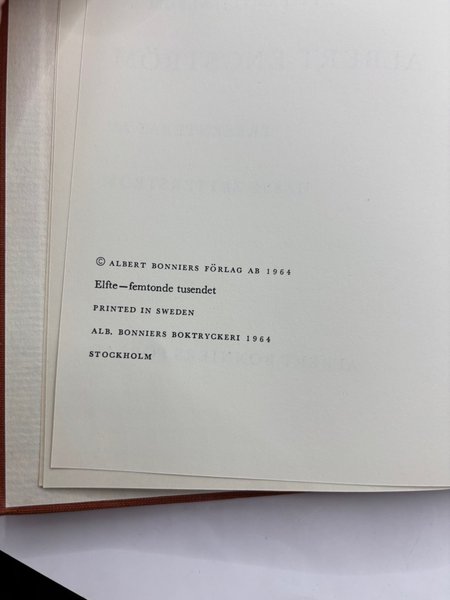 © ALBERT BONNIERS FÖRLAG AB 1964
Elfte—femtonde tusendet
PRINTED IN SWEDEN
ALB. BONNIERS BOKTRYCKERI 1964
STOCKHOLM